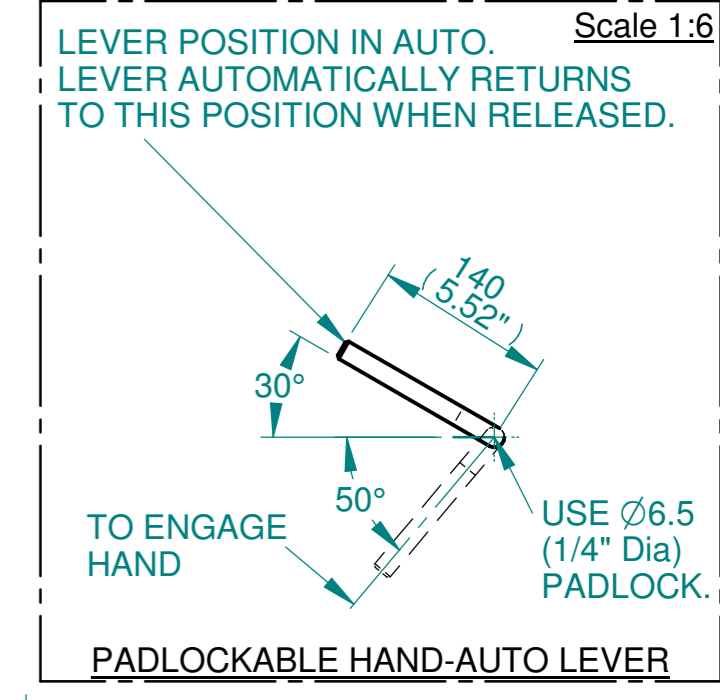 Scale 1:6
LEVER POSITION IN AUTO.
LEVER AUTOMATICALLY RETURNS
TO THIS POSITION WHEN RELEASED.
140
( 5.52" )
30°
50°
TO ENGAGE
HAND
USE ∅6.5
(1/4" Dia)
PADLOCK.
PADLOCKABLE HAND-AUTO LEVER